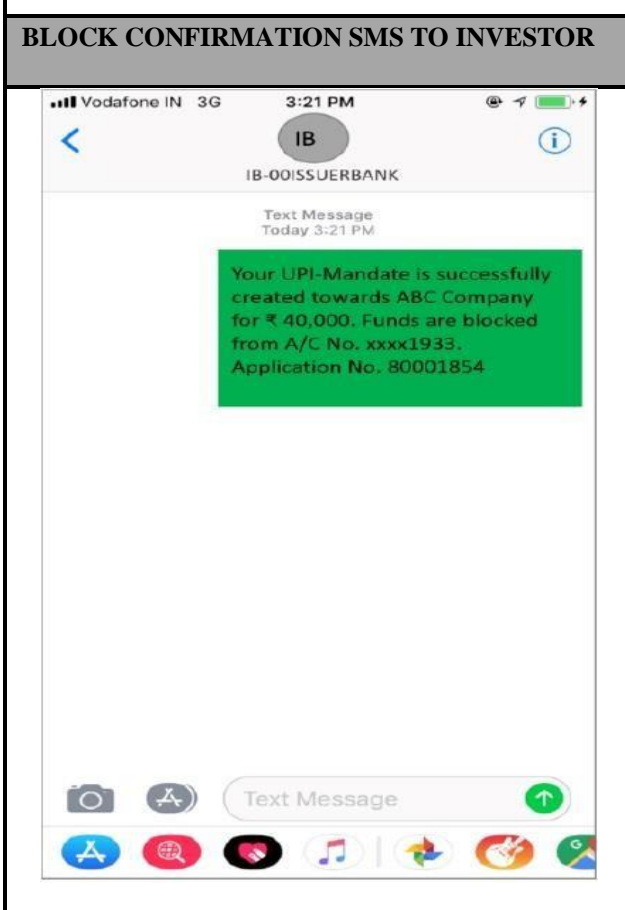 BLOCK CONFIRMATION SMS TO INVESTOR
Vodafone IN 3G 3:21 PM
IB
IB-00ISSUERBANK
Text Message
Today 3:21 PM
Your UPI-Mandate is successfully
created towards ABC Company
for ₹ 40,000. Funds are blocked
from A/C No. xxxx1933.
Application No. 80001854
Text Message